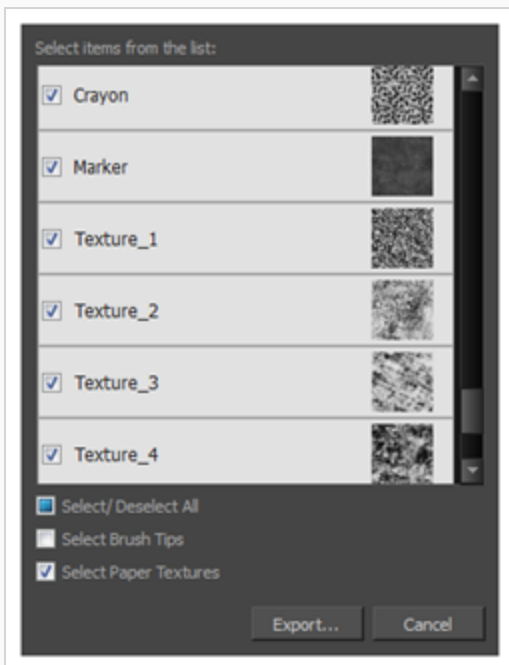 Select items from the list:
Crayon
Marker
Texture_1
Texture_2
Texture_3
Texture_4
Select/ Deselect All
Select Brush Tips
Select Paper Textures
Export... Cancel